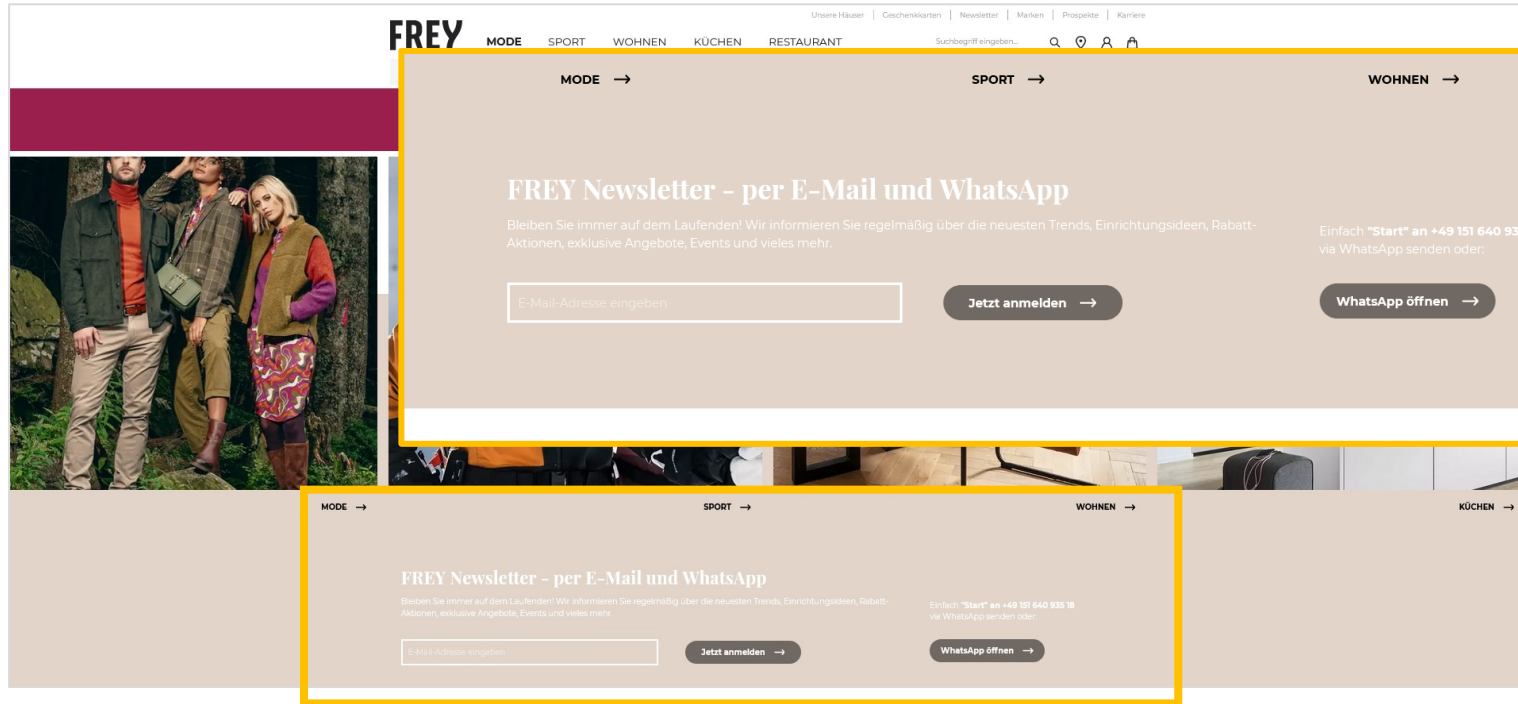 Unsere Häuser | Geschenkkarten | Newsletter | Marken | Prospekte | Karriere
FREY MODE SPORT WOHNEN KÜCHEN RESTAURANT Suchbegriff eingeben...
MODE → SPORT → WOHNEN →
FREY Newsletter - per E-Mail und WhatsApp
Bleiben Sie immer auf dem Laufenden! Wir informieren Sie regelmäßig über die neuesten Trends, Einrichtungsideen, Rabatt-
Aktionen, exklusive Angebote, Events und vieles mehr.
Einfach "Start" an +49 151 640 93
via WhatsApp senden oder:
E-Mail-Adresse eingeben
Jetzt anmelden →
WhatsApp öffnen →
MODE → SPORT → WOHNEN → KÜCHEN →
FREY Newsletter - per E-Mail und WhatsApp
Bleiben Sie immer auf dem Laufenden! Wir informieren Sie regelmäßig über die neuesten Trends, Einrichtungsideen, Rabatt-
Aktionen, exklusive Angebote, Events und vieles mehr.
Einfach "Start" an +49 151 640 935 18
via WhatsApp senden oder:
E-Mail-Adresse eingeben
Jetzt anmelden →
WhatsApp öffnen →